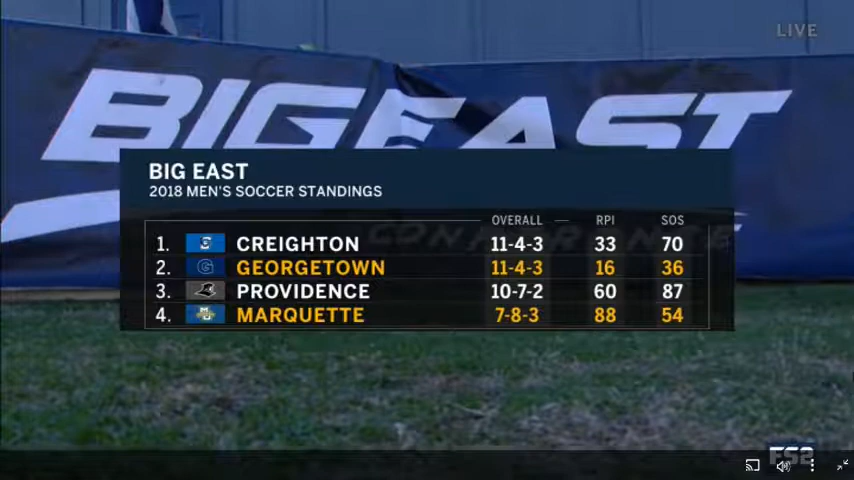 LIVE
BIG EAST
BIG EAST
2018 MEN'S SOCCER STANDINGS
OVERALL RPI SOS
1. CREIGHTON 11-4-3 33 70
2. GEORGETOWN 11-4-3 16 36
3. PROVIDENCE 10-7-2 60 87
4. MARQUETTE 7-8-3 88 54
FS2